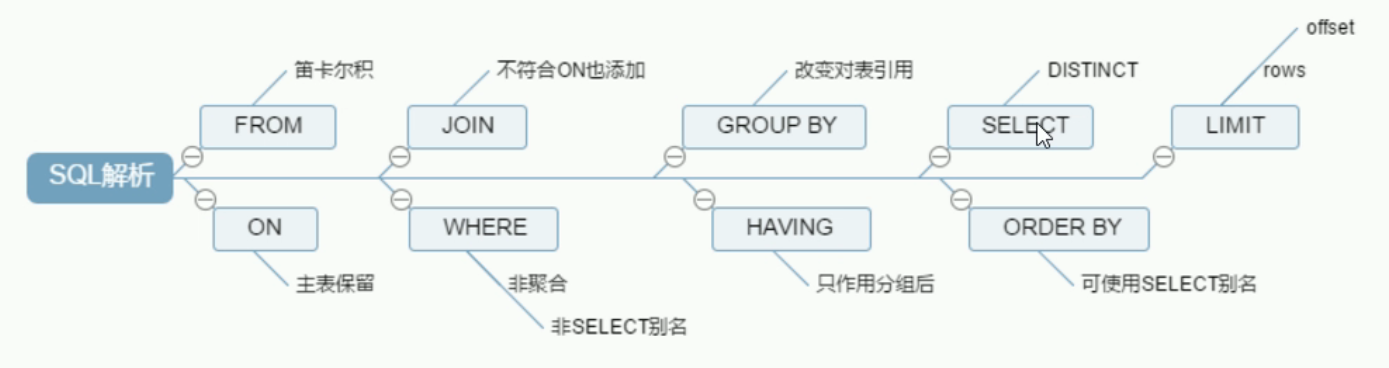 offset
笛卡尔积
不符合ON也添加
改变对表引用
DISTINCT
rows
FROM
JOIN
GROUP BY
SELECT
LIMIT
SQL解析
ON
WHERE
HAVING
ORDER BY
主表保留
非聚合
只作用分组后
可使用SELECT别名
非SELECT别名